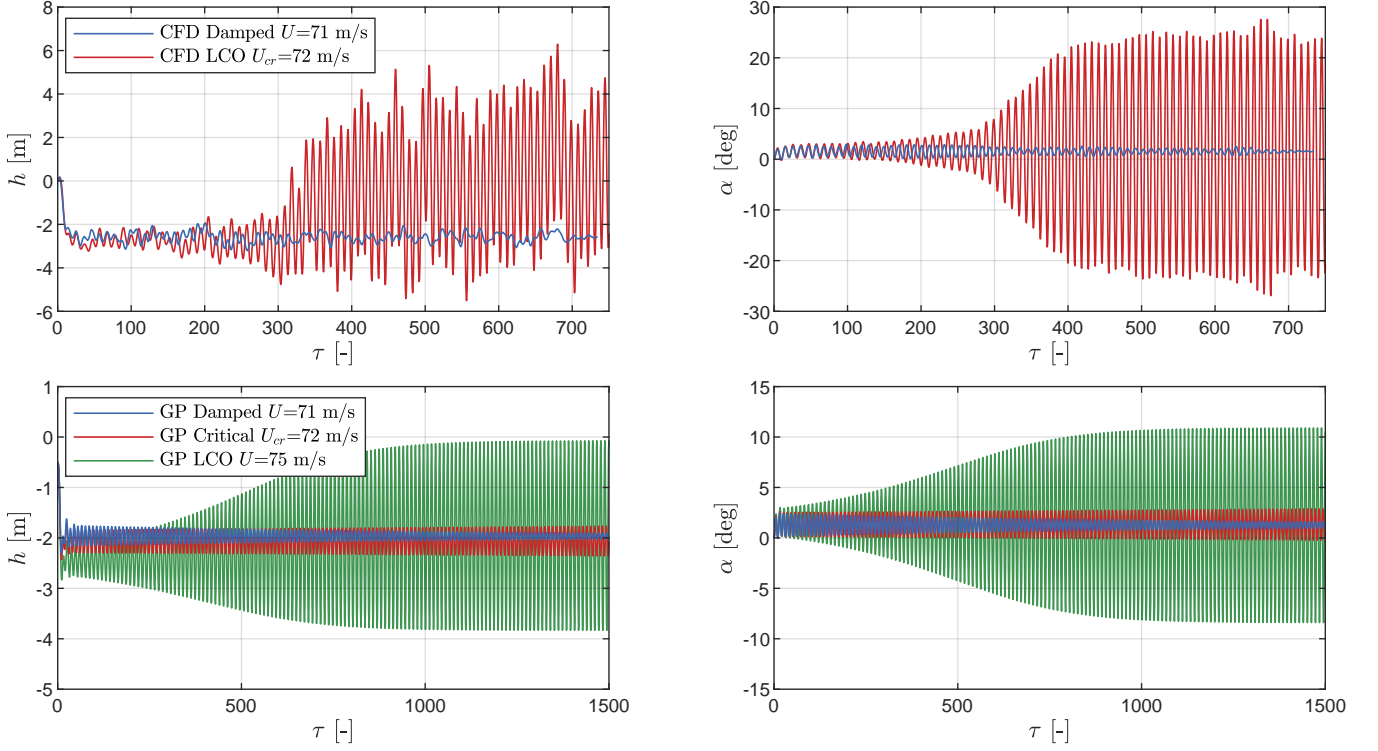 8
6
4
2
0
-2
-4
-6
h [m]
CFD Damped U=71 m/s
CFD LCO Ucr=72 m/s
0 100 200 300 400 500 600 700
τ [-]
30
20
10
0
-10
-20
-30
α [deg]
0 100 200 300 400 500 600 700
τ [-]
1
0
-1
-2
-3
-4
-5
h [m]
GP Damped U=71 m/s
GP Critical Ucr=72 m/s
GP LCO U=75 m/s
0 500 1000 1500
τ [-]
15
10
5
0
-5
-10
-15
α [deg]
0 500 1000 1500
τ [-]